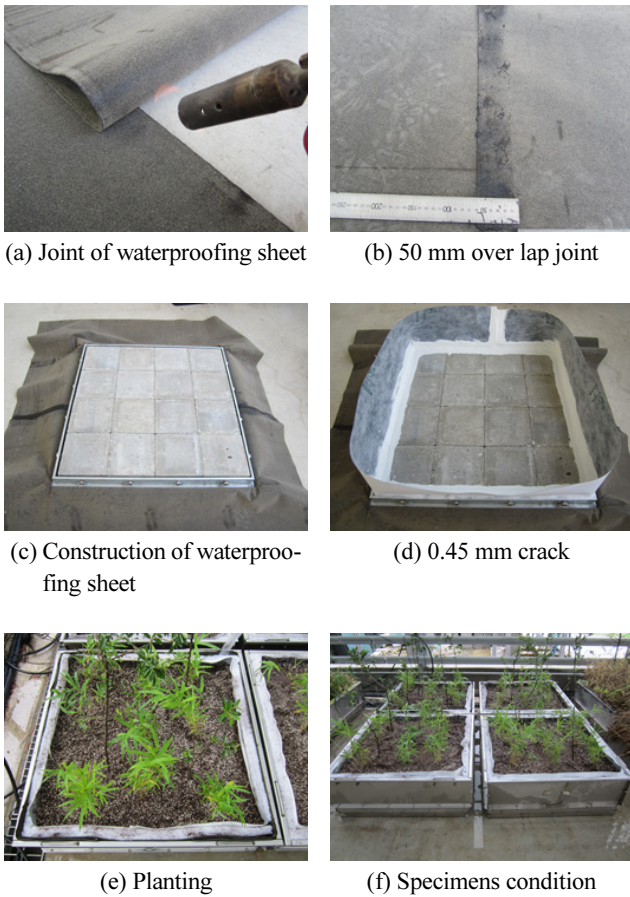 (a) Joint of waterproofing sheet
(b) 50 mm over lap joint
(c) Construction of waterproo-
fing sheet
(d) 0.45 mm crack
(e) Planting
(f) Specimens condition